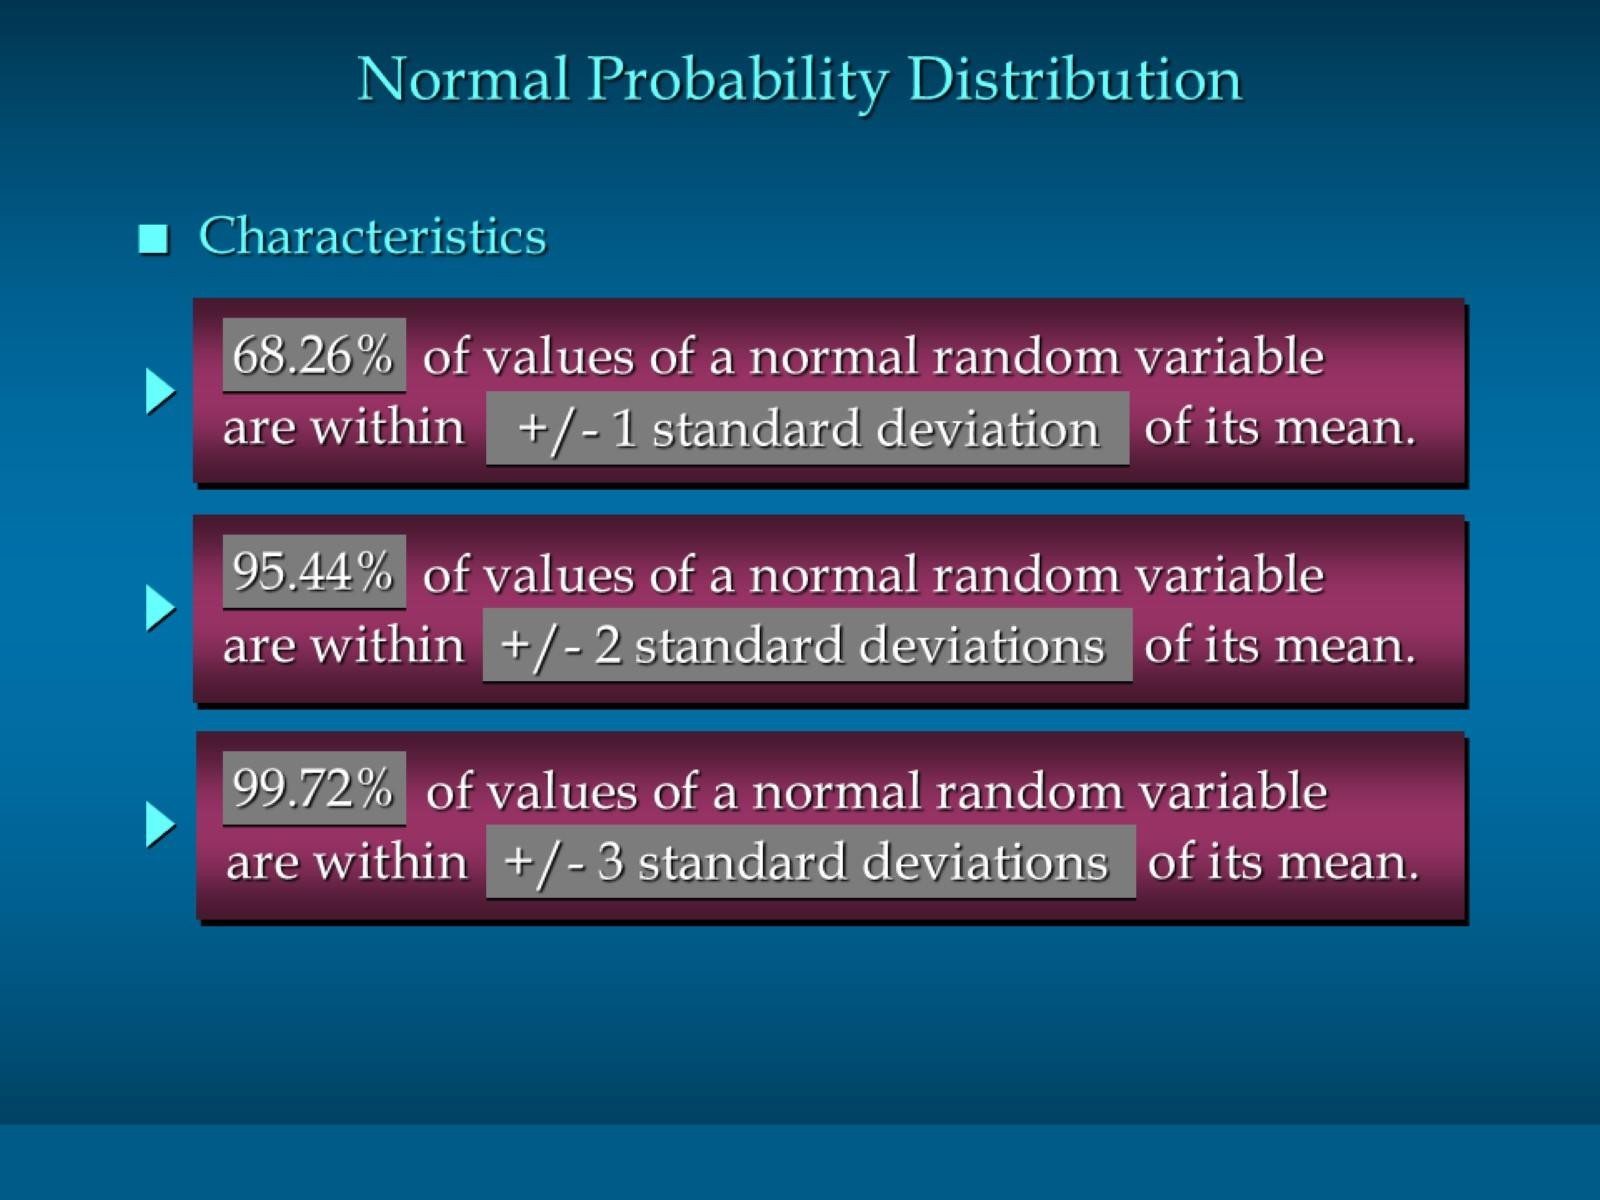 Normal Probability Distribution
Characteristics
68.26% of values of a normal random variable
are within +/- 1 standard deviation of its mean.
95.44% of values of a normal random variable
are within +/- 2 standard deviations of its mean.
99.72% of values of a normal random variable
are within +/- 3 standard deviations of its mean.